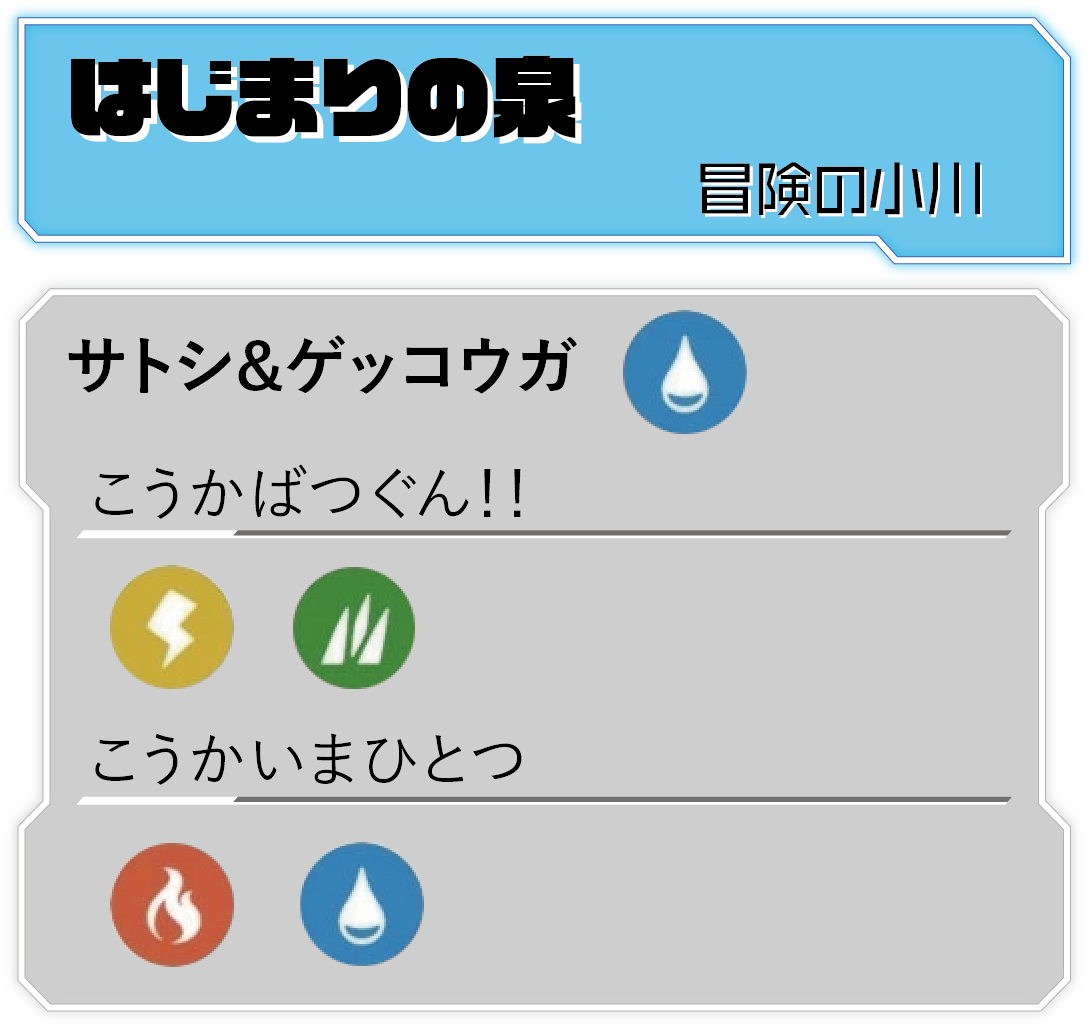 はじまりの泉
冒険の小川
サトシ&ゲッコウガ
こうかばつぐん!!
こうかいまひとつ